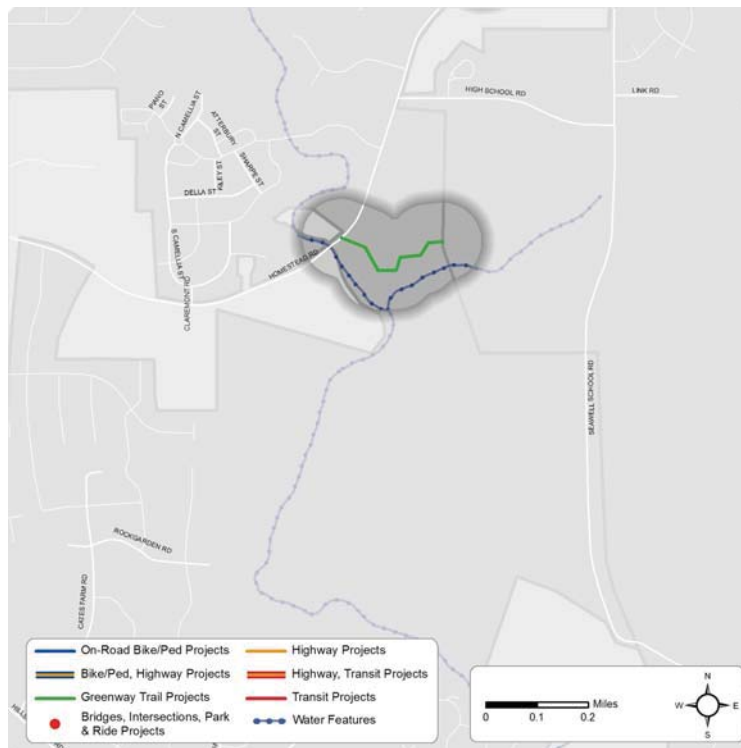 HIGH SCHOOL RD
LINK RD
PIANO ST
N CAMELLIA ST
ATTERBURY ST
SHARPE ST
RILEY ST
DELLA ST
S CAMELLIA ST
CLAREMONT RD
HOMESTEAD RD
SEAWELL SCHOOL RD
ROCKGARDEN RD
CATES FARM RD
On-Road Bike/Ped Projects
Highway Projects
Bike/Ped, Highway Projects
Highway, Transit Projects
Greenway Trail Projects
Transit Projects
Bridges, Intersections, Park
& Ride Projects
Water Features
Miles
0 0.1 0.2
N
W E
S